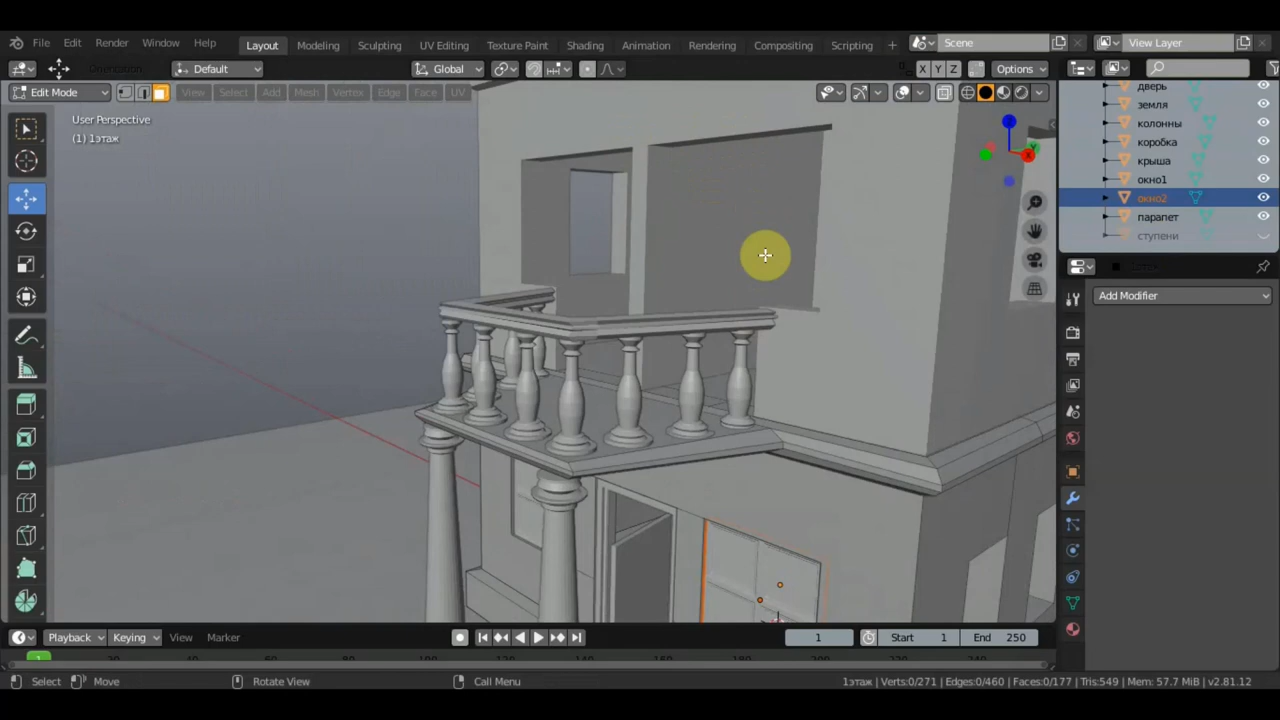 File Edit Render Window Help Layout Modeling Sculpting UV Editing Texture Paint Shading Animation Rendering Compositing Scripting + Scene View Layer
Orientation Default Global X Y Z Options
Edit Mode View Select Add Mesh Vertex Edge Face UV
User Perspective
(1) 1этаж
дверь
земля
колонны
коробка
крыша
окно1
окно2
парапет
ступени
Add Modifier
Playback Keying View Marker 1 Start 1 End 250
Select Move Rotate View Call Menu 1этаж | Verts:0/271 | Edges:0/460 | Faces:0/177 | Tris:549 | Mem: 57.7 MiB | v2.81.12